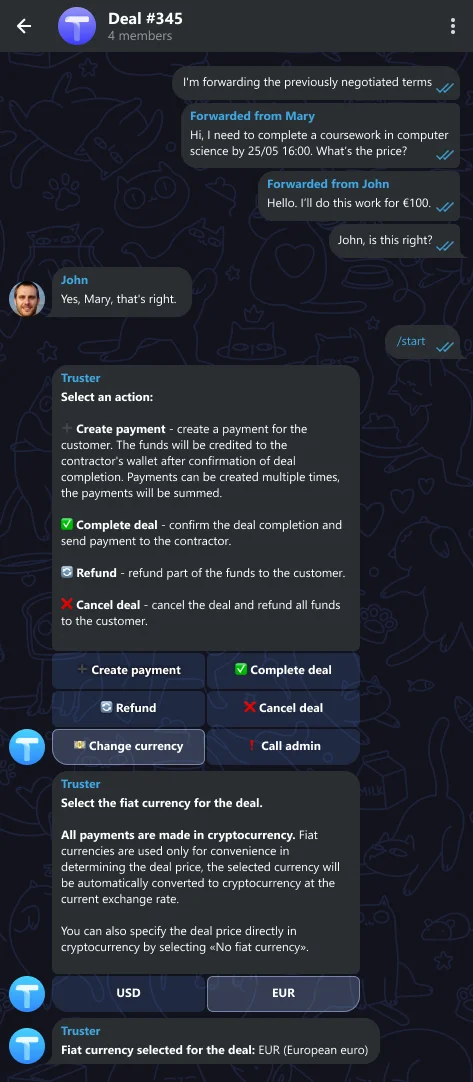 Deal #345
4 members
I'm forwarding the previously negotiated terms
Forwarded from Mary
Hi, I need to complete a coursework in computer
science by 25/05 16:00. What's the price?
Forwarded from John
Hello. I'll do this work for €100.
John, is this right?
John
Yes, Mary, that's right.
/start
Truster
Select an action:
➕ Create payment - create a payment for the
customer. The funds will be credited to the
contractor's wallet after confirmation of deal
completion. Payments can be created multiple times,
the payments will be summed.
✅ Complete deal - confirm the deal completion and
send payment to the contractor.
🔄 Refund - refund part of the funds to the customer.
❌ Cancel deal - cancel the deal and refund all funds
to the customer.
➕ Create payment
✅ Complete deal
🔄 Refund
❌ Cancel deal
💴 Change currency
❗ Call admin
Truster
Select the fiat currency for the deal.
All payments are made in cryptocurrency. Fiat
currencies are used only for convenience in
determining the deal price, the selected currency will
be automatically converted to cryptocurrency at the
current exchange rate.
You can also specify the deal price directly in
cryptocurrency by selecting «No fiat currency».
USD
EUR
Truster
Fiat currency selected for the deal: EUR (European euro)